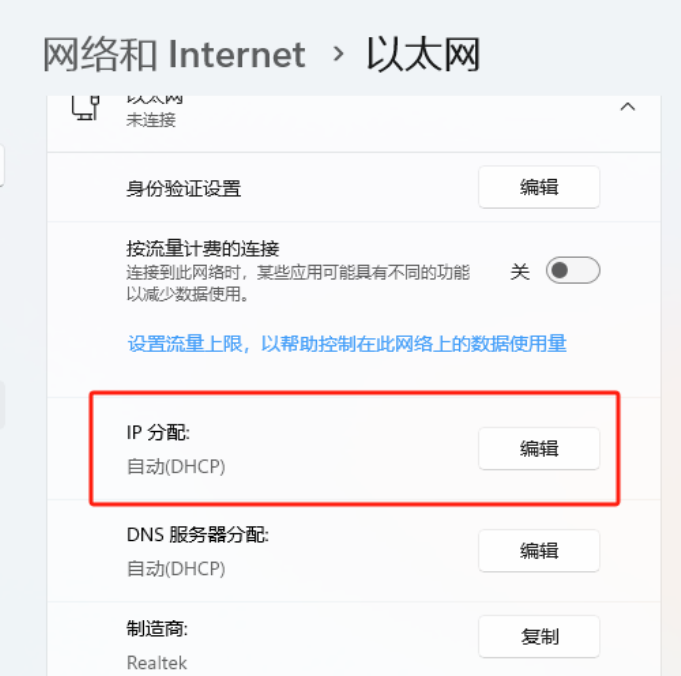 网络和 Internet › 以太网
以太网
未连接
身份验证设置
编辑
按流量计费的连接
连接到此网络时，某些应用可能具有不同的功能
以减少数据使用。
关
设置流量上限，以帮助控制在此网络上的数据使用量
IP 分配:
自动(DHCP)
编辑
DNS 服务器分配:
自动(DHCP)
编辑
制造商:
Realtek
复制